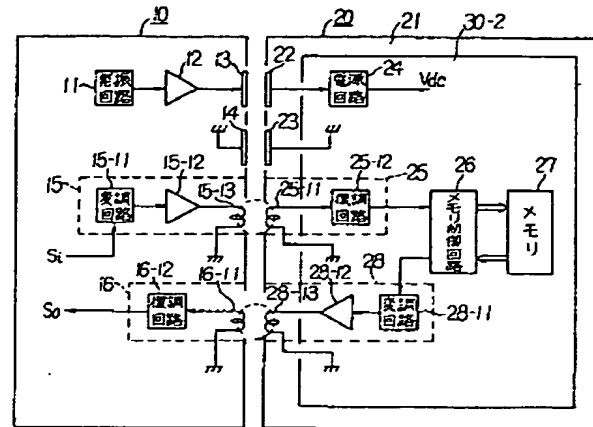 10
20
21
30-2
11
発振
回路
12
13
22
電源
回路
24
Vdc
14
23
15
15-11
変調
回路
15-12
15-13
25-11
25-12
復調
回路
25
26
メモリ制御回路
27
メモリ
Si
16
16-12
復調
回路
16-11
So
28-13
28-12
28
変調
回路
28-11